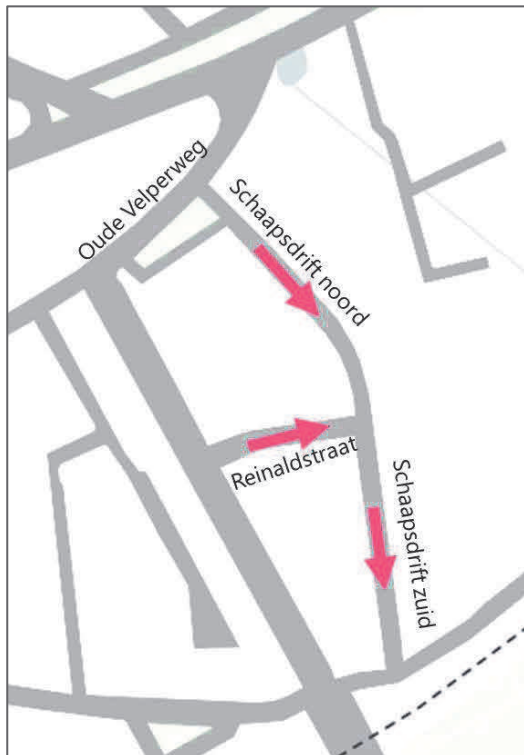 Oude Velperweg
Schaapsdrift noord
Reinaldstraat
Schaapsdrift zuid